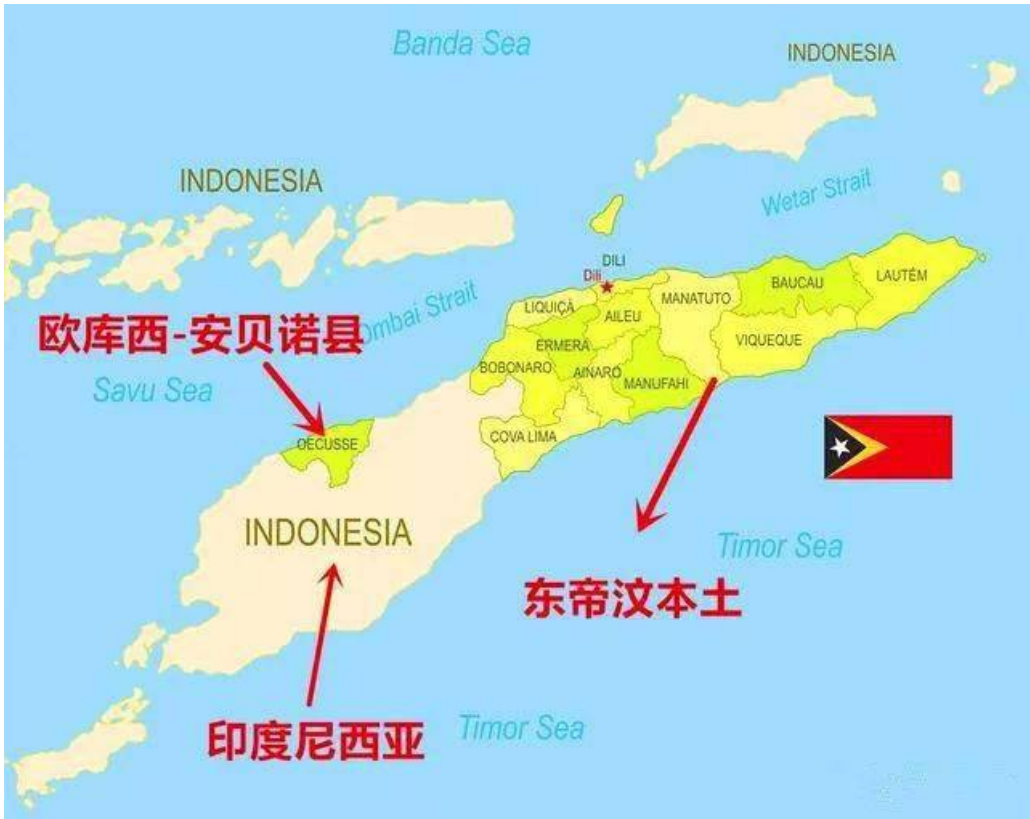 Banda Sea
INDONESIA
INDONESIA
Wetar Strait
DILI
Dili
BAUCAU
LAUTÉM
MANATUTO
LIQUIÇÁ
AILEU
Ombai Strait
欧库西-安贝诺县
ERMERA
VIQUEQUE
BOBONARO
AINARO
MANUFAHI
Savu Sea
COVA LIMA
OECUSSE
INDONESIA
Timor Sea
东帝汶本土
印度尼西亚
Timor Sea